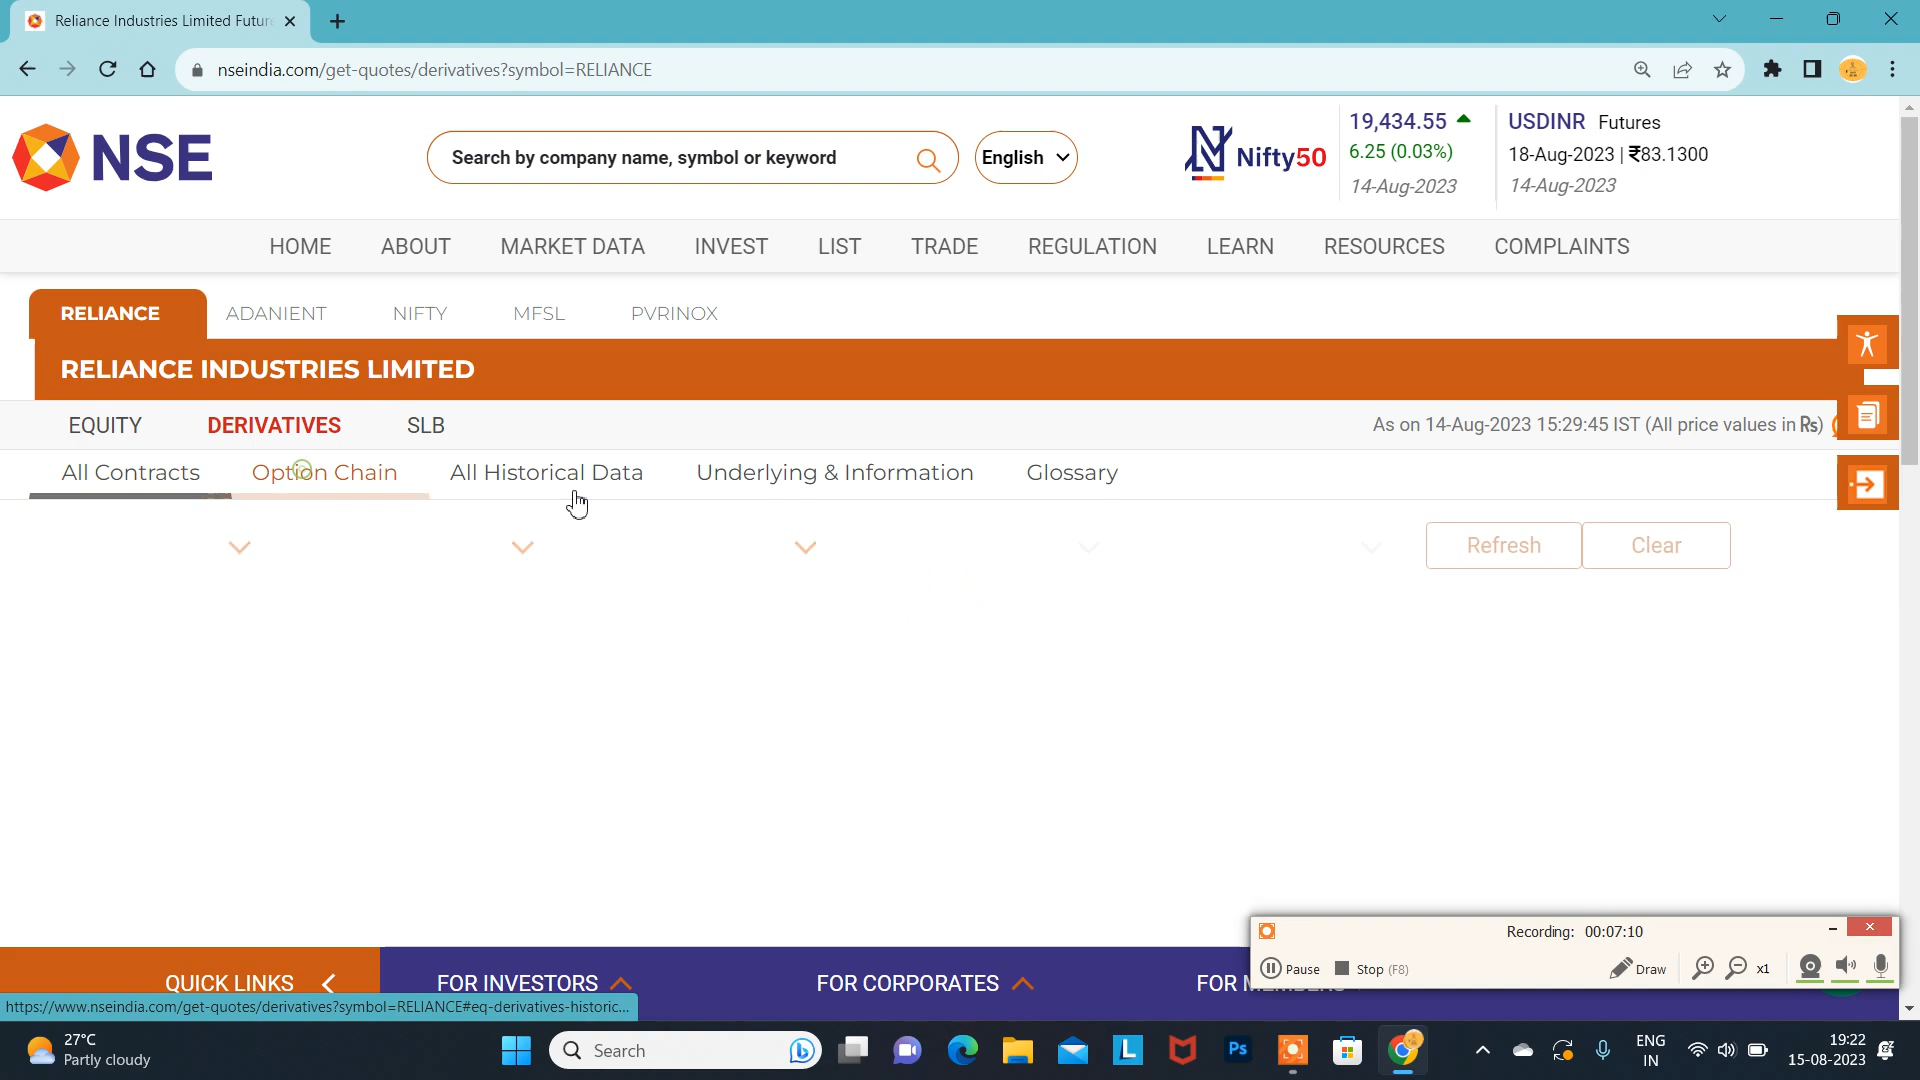 Reliance Industries Limited Futur
nseindia.com/get-quotes/derivatives?symbol=RELIANCE
NSE
Search by company name, symbol or keyword
English
Nifty50
19,434.55
6.25 (0.03%)
14-Aug-2023
USDINR Futures
18-Aug-2023 | ₹83.1300
14-Aug-2023
HOME ABOUT MARKET DATA INVEST LIST TRADE REGULATION LEARN RESOURCES COMPLAINTS
RELIANCE ADANIENT NIFTY MFSL PVRINOX
RELIANCE INDUSTRIES LIMITED
EQUITY DERIVATIVES SLB As on 14-Aug-2023 15:29:45 IST (All price values in ₨)
All Contracts Option Chain All Historical Data Underlying & Information Glossary
Refresh Clear
Recording: 00:07:10
Pause Stop (F8) Draw x1
QUICK LINKS FOR INVESTORS FOR CORPORATES FOR MEMBERS
https://www.nseindia.com/get-quotes/derivatives?symbol=RELIANCE#eq-derivatives-historic...
27°C
Partly cloudy
Search
L
Ps
ENG
IN
19:22
15-08-2023